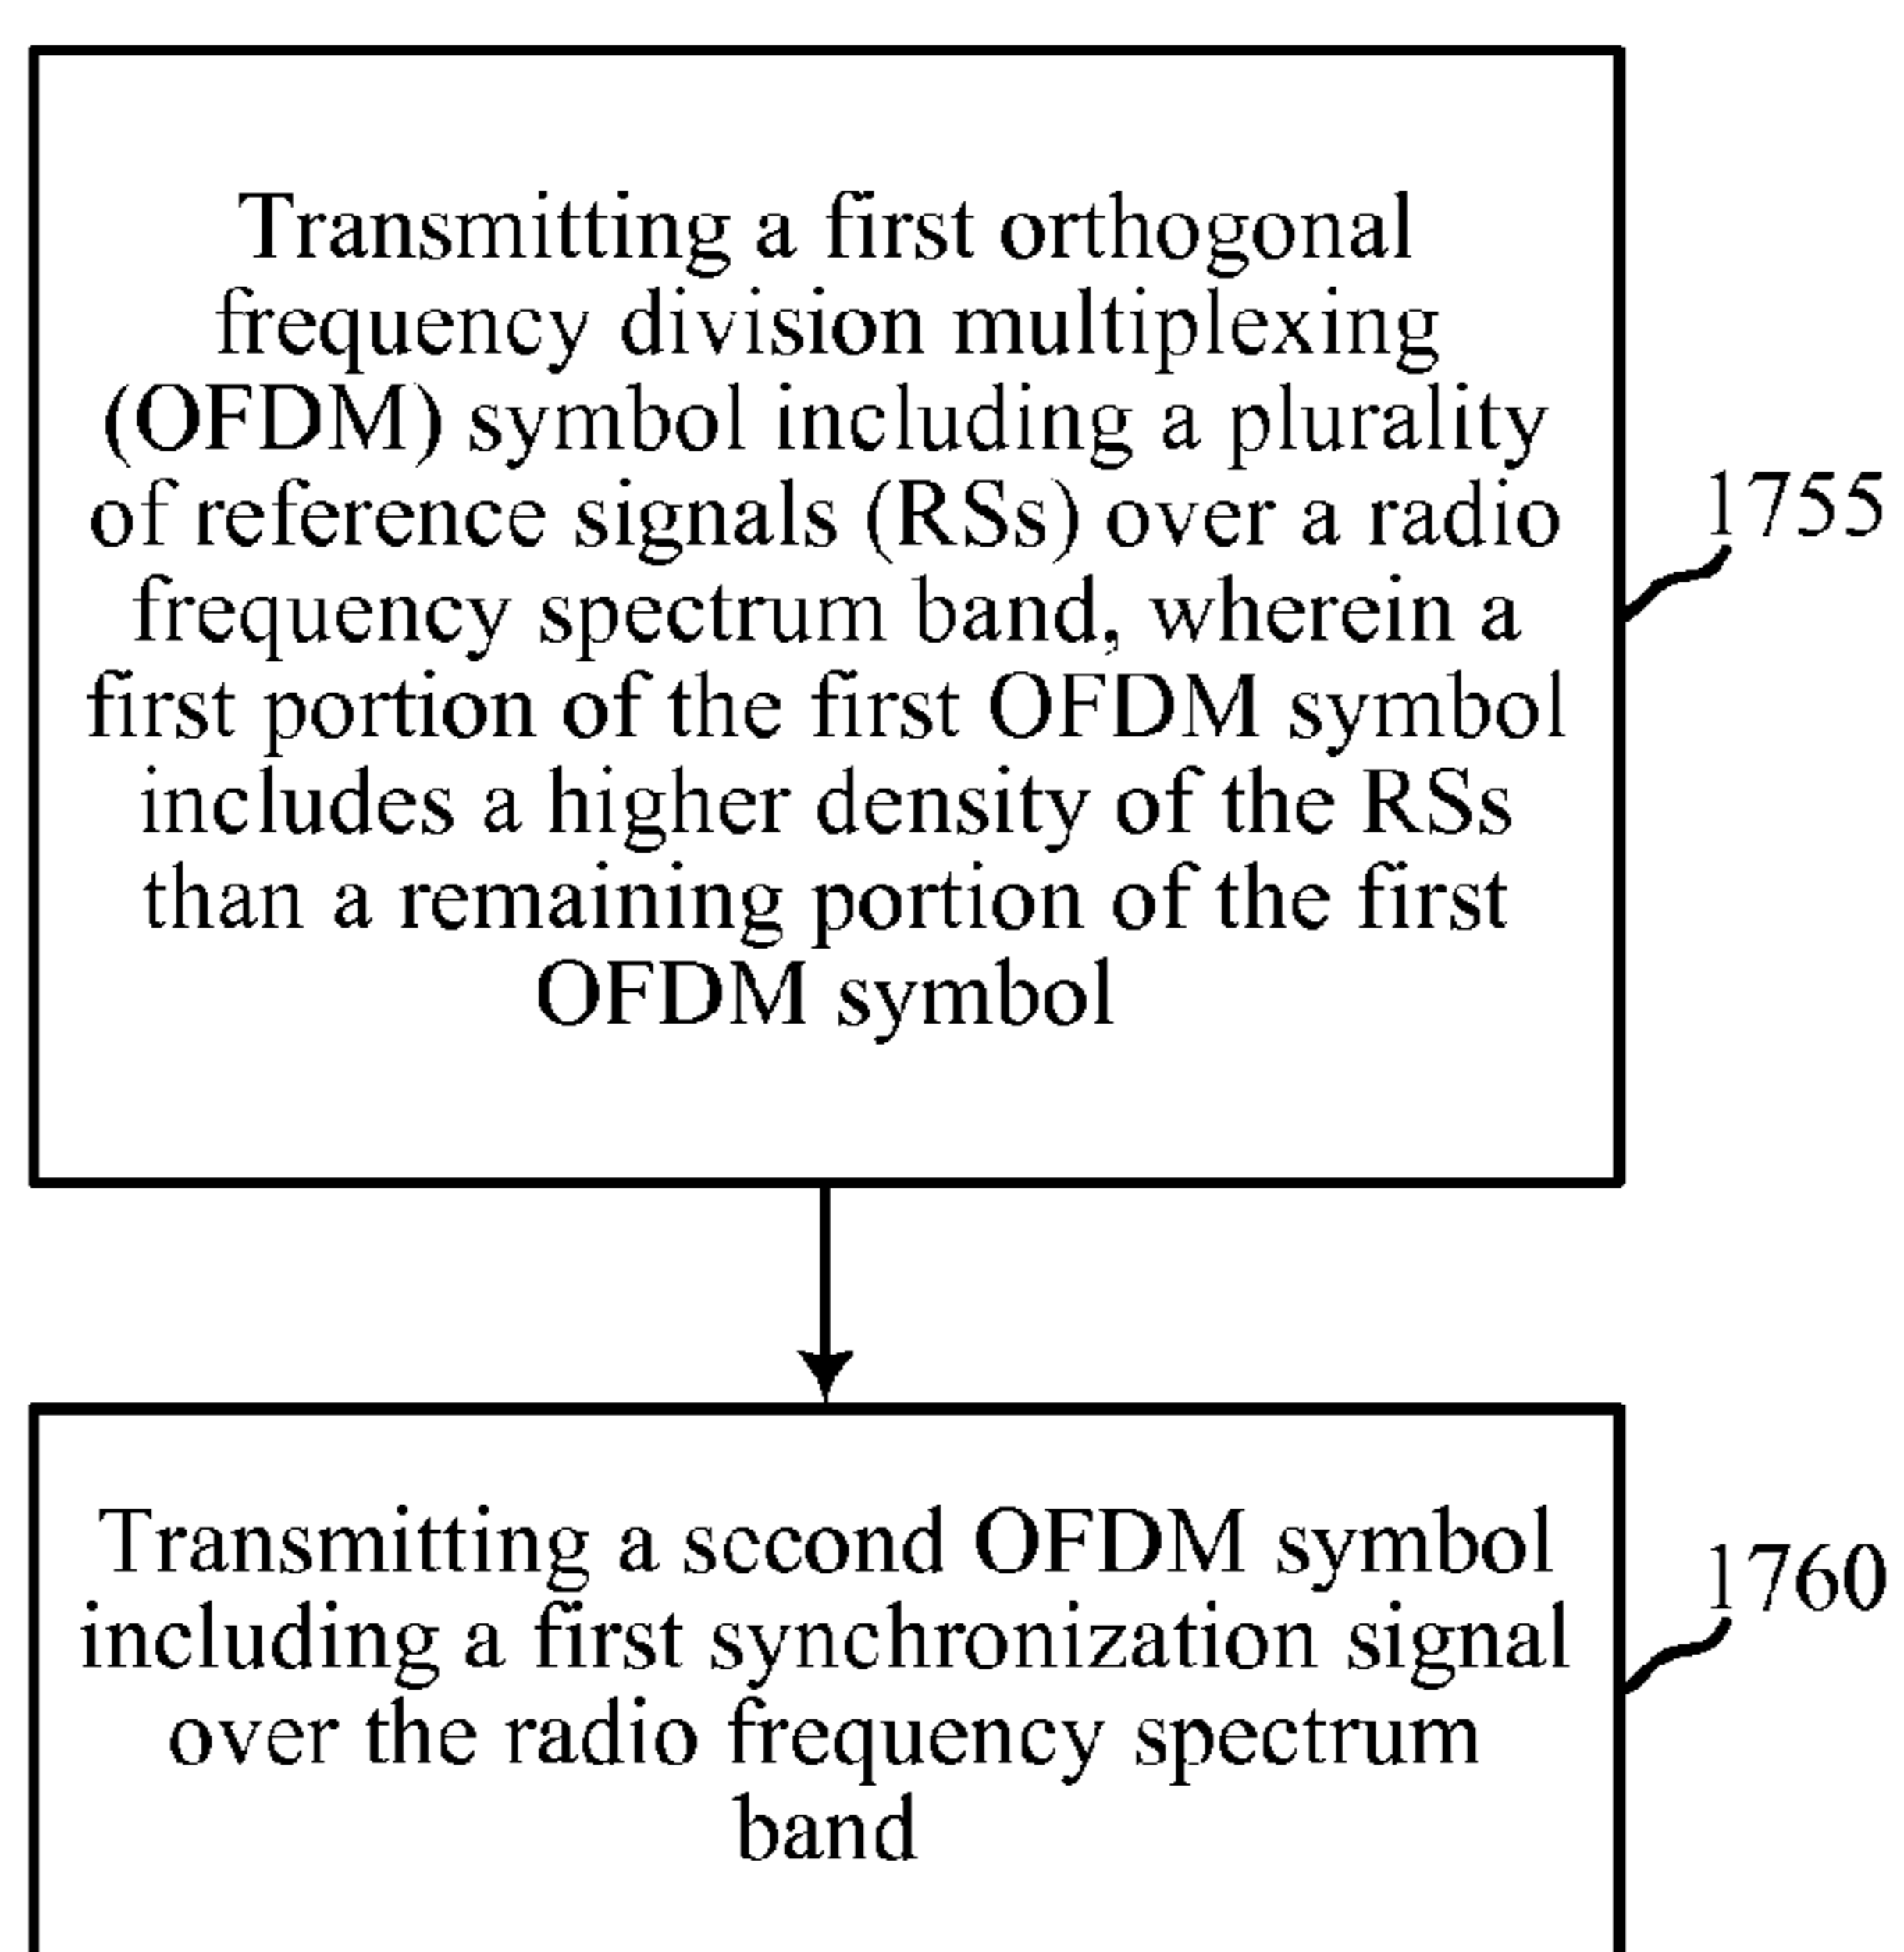 Transmitting a first orthogonal
frequency division multiplexing
(OFDM) symbol including a plurality
of reference signals (RSs) over a radio
frequency spectrum band, wherein a
first portion of the first OFDM symbol
includes a higher density of the RSs
than a remaining portion of the first
OFDM symbol
1755
Transmitting a second OFDM symbol
including a first synchronization signal
over the radio frequency spectrum
band
1760